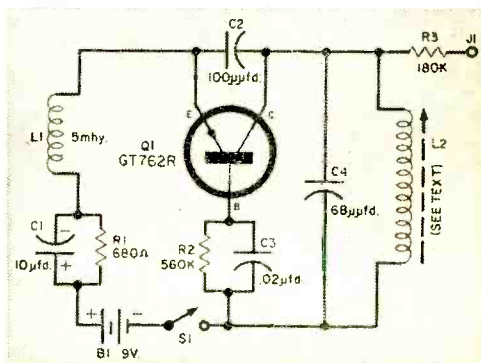 C2
100µµfd.
R3
180K
J1
L1
5mhy.
E
C
Q1
GT762R
B
C4
68µµfd.
L2
(SEE TEXT)
C1
-
+
10µfd.
R1
680Ω
R2
560K
C3
.02µfd.
+
-
B1
9V.
S1